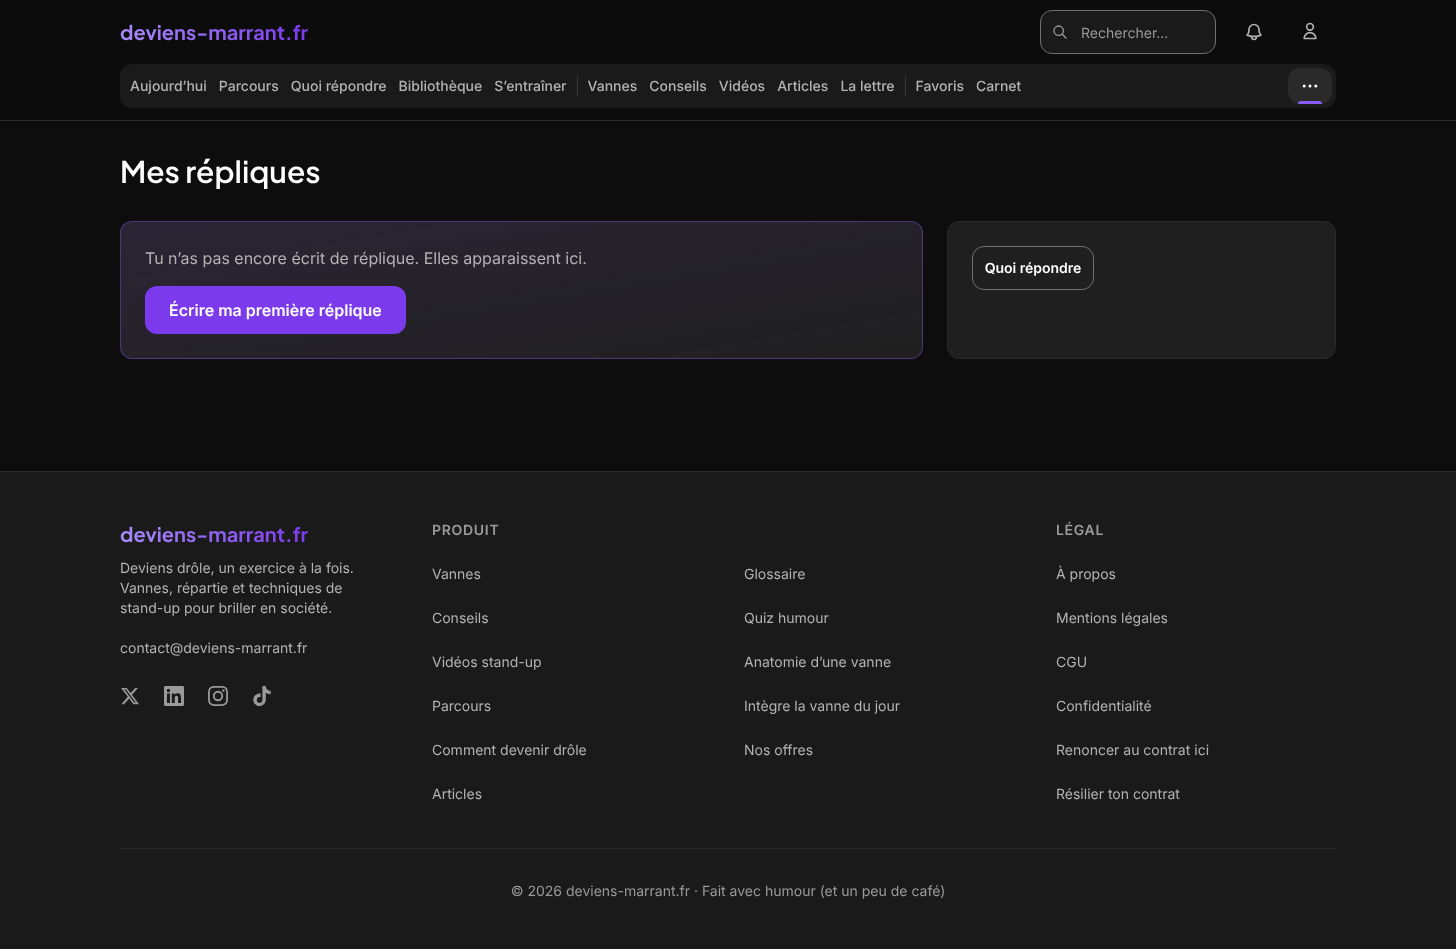 deviens-marrant.fr
Rechercher...
Aujourd’hui Parcours Quoi répondre Bibliothèque S’entraîner Vannes Conseils Vidéos Articles La lettre Favoris Carnet
Mes répliques
Tu n’as pas encore écrit de réplique. Elles apparaissent ici.
Écrire ma première réplique
Quoi répondre
deviens-marrant.fr
Deviens drôle, un exercice à la fois.
Vannes, répartie et techniques de
stand-up pour briller en société.
contact@deviens-marrant.fr
PRODUIT
Vannes
Conseils
Vidéos stand-up
Parcours
Comment devenir drôle
Articles
Glossaire
Quiz humour
Anatomie d’une vanne
Intègre la vanne du jour
Nos offres
LÉGAL
À propos
Mentions légales
CGU
Confidentialité
Renoncer au contrat ici
Résilier ton contrat
© 2026 deviens-marrant.fr · Fait avec humour (et un peu de café)